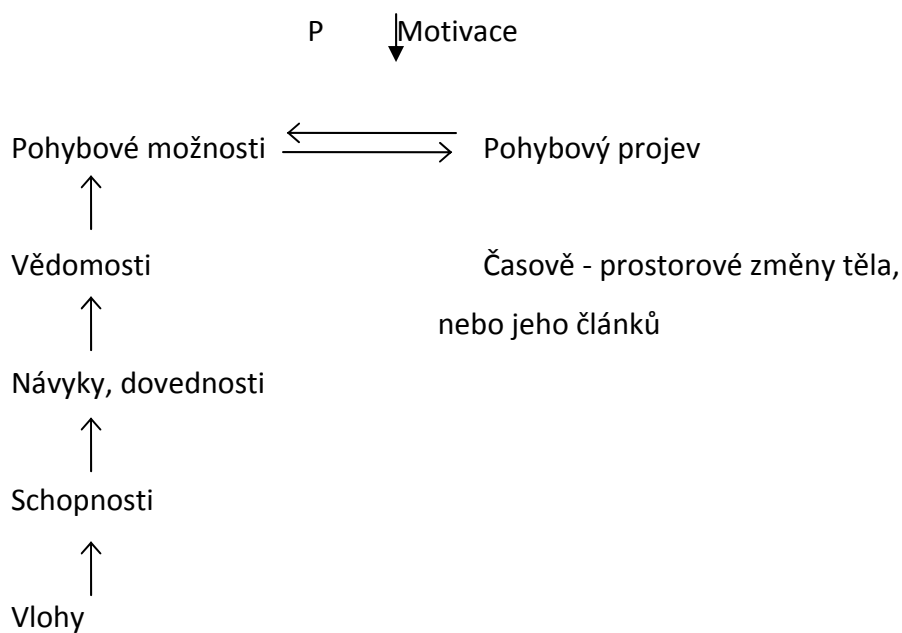 P Motivace
Pohybové možnosti Pohybový projev
Vědomosti Časově - prostorové změny těla,
nebo jeho článků
Návyky, dovednosti
Schopnosti
Vlohy